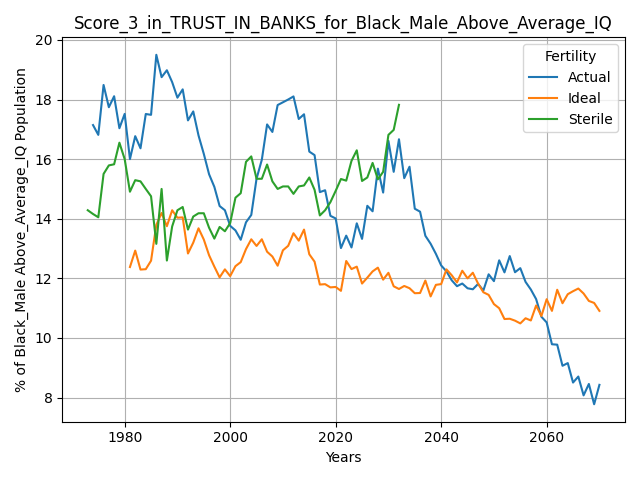 Score_3_in_TRUST_IN_BANKS_for_Black_Male_Above_Average_IQ
% of Black_Male Above_Average_IQ Population
20
18
16
14
12
10
8
Fertility
Actual
Ideal
Sterile
1980
2000
2020
2040
2060
Years